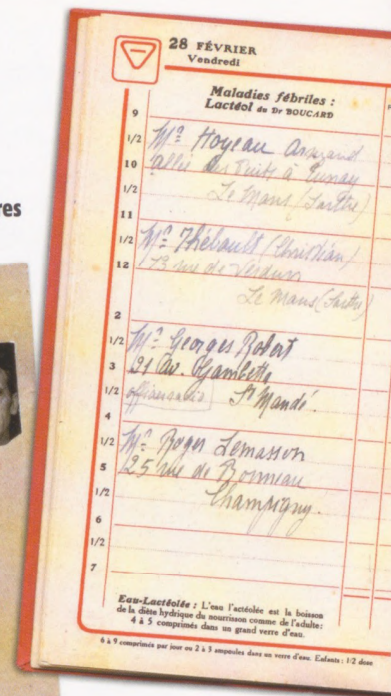 res
28 FÉVRIER
Vendredi
Maladies fébriles :
Lactéol du Dr BOUCARD
9
1/2
Mr Hoyeau Armand
10
Allée des Puits à
1/2
Le Mans (Sarthe)
11
1/2
Mr Thébault (Christian)
12
73 rue de Verdun
Le Mans (Sarthe)
2
1/2
Mr Georges Robert
3
21 Av. Gambetta
1/2
St Mandé.
4
1/2
Mr Roger Lemasson
5
25 rue de Bonneau
1/2
Champigny.
6
1/2
7
Eau-Lactéolée : L'eau l'actéolée est la boisson
de la diète hydrique du nourrisson comme de l'adulte:
4 à 5 comprimés dans un grand verre d'eau.
6 à 9 comprimés par jour ou 2 à 3 ampoules dans un verre d'eau. Enfants : 1/2 dose